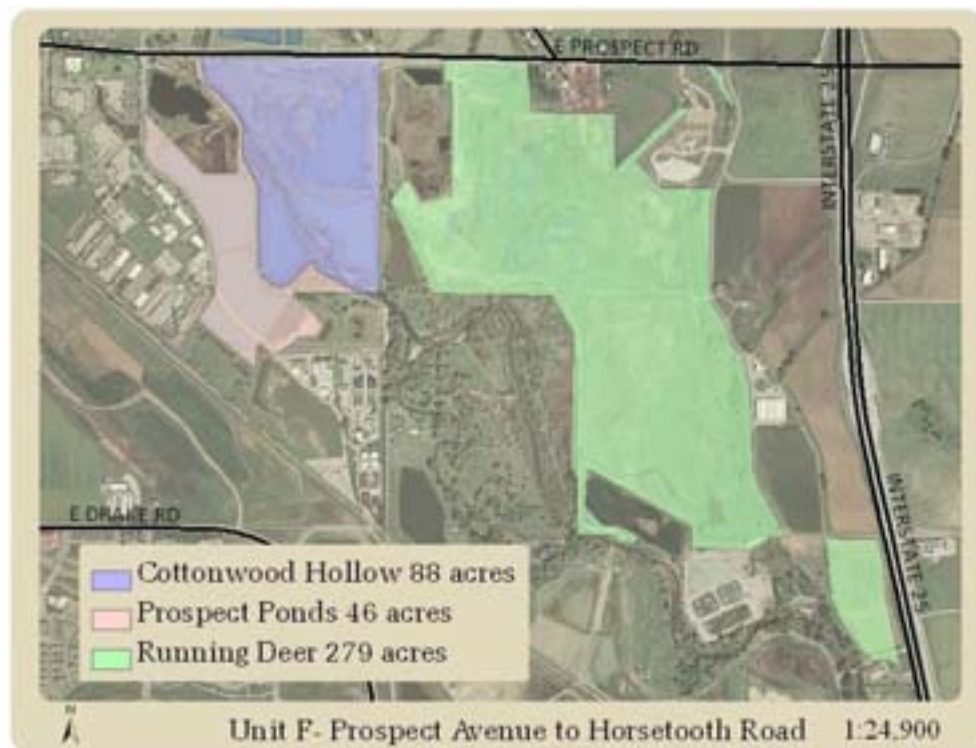 E PROSPECT RD
INTERSTATE 25
E DRAKE RD
INTERSTATE 25
Cottonwood Hollow 88 acres
Prospect Ponds 46 acres
Running Deer 279 acres
N
Unit F- Prospect Avenue to Horsetooth Road 1:24,900